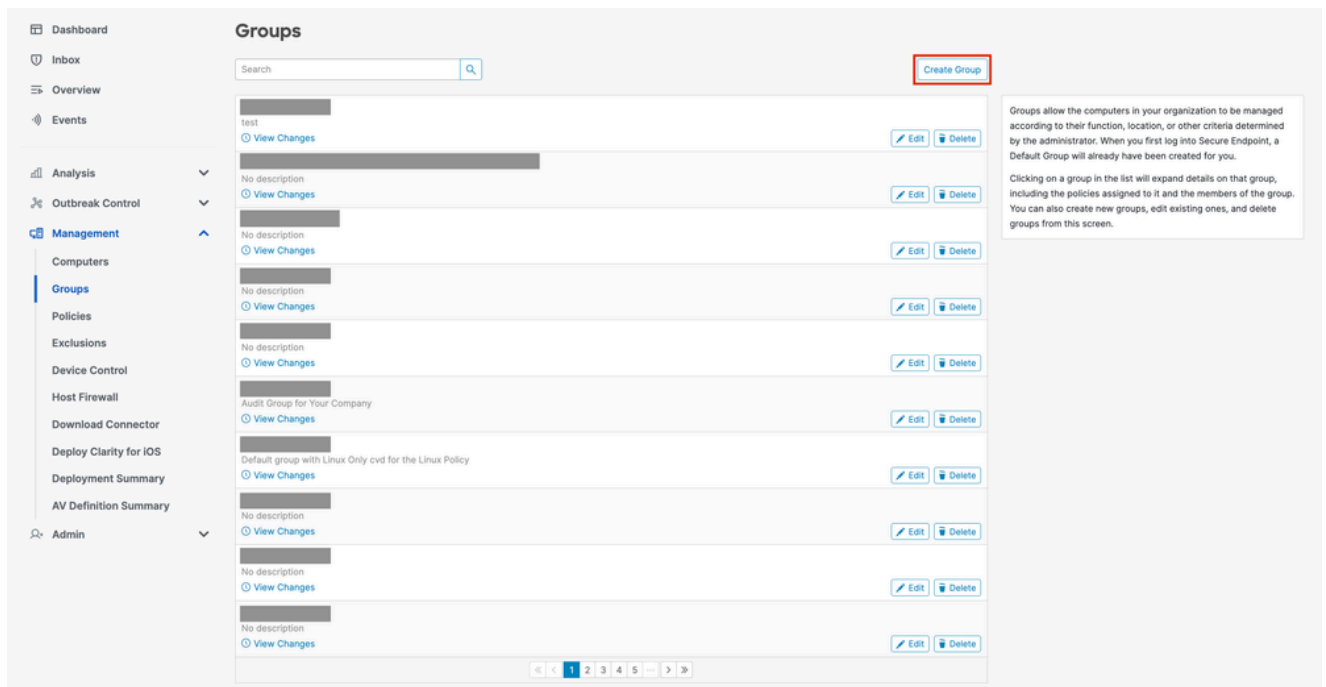 Dashboard
Inbox
Overview
Events
Analysis
Outbreak Control
Management
Computers
Groups
Policies
Exclusions
Device Control
Host Firewall
Download Connector
Deploy Clarity for iOS
Deployment Summary
AV Definition Summary
Admin
Groups
Search
Create Group
test
View Changes
Edit
Delete
No description
View Changes
Edit
Delete
No description
View Changes
Edit
Delete
No description
View Changes
Edit
Delete
No description
View Changes
Edit
Delete
Audit Group for Your Company
View Changes
Edit
Delete
Default group with Linux Only cvd for the Linux Policy
View Changes
Edit
Delete
No description
View Changes
Edit
Delete
No description
View Changes
Edit
Delete
No description
View Changes
Edit
Delete
« < 1 2 3 4 5 ... > »
Groups allow the computers in your organization to be managed
according to their function, location, or other criteria determined
by the administrator. When you first log into Secure Endpoint, a
Default Group will already have been created for you.
Clicking on a group in the list will expand details on that group,
including the policies assigned to it and the members of the group.
You can also create new groups, edit existing ones, and delete
groups from this screen.